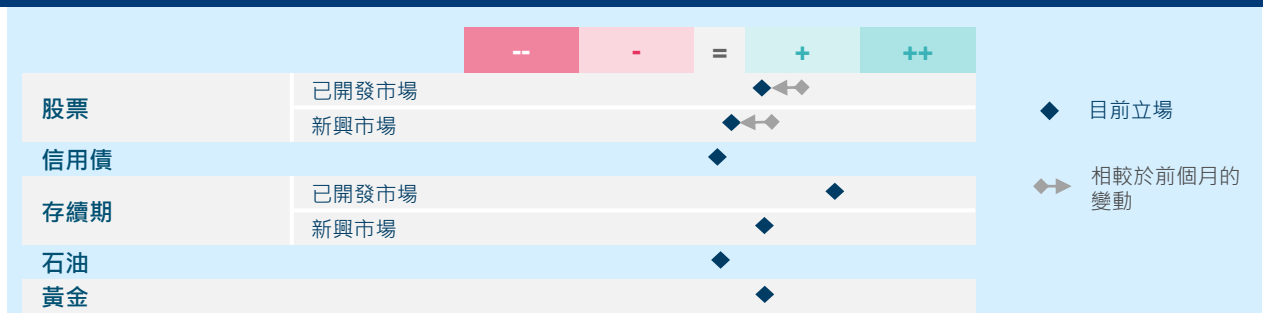 -- - = + ++
股票
已開發市場
新興市場
信用債
存續期
已開發市場
新興市場
石油
黃金
目前立場
相較於前個月的
變動